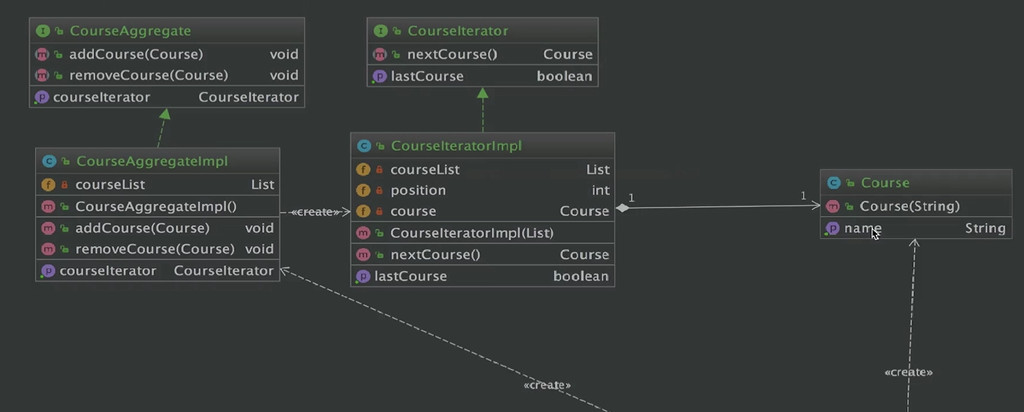 CourseAggregate
addCourse(Course) void
removeCourse(Course) void
courseIterator CourseIterator
CourseIterator
nextCourse() Course
lastCourse boolean
CourseAggregateImpl
courseList List
CourseAggregateImpl()
addCourse(Course) void
removeCourse(Course) void
courseIterator CourseIterator
«create»
CourseIteratorImpl
courseList List
position int
course Course
CourseIteratorImpl(List)
nextCourse() Course
lastCourse boolean
1
1
Course
Course(String)
name String
«create»
«create»